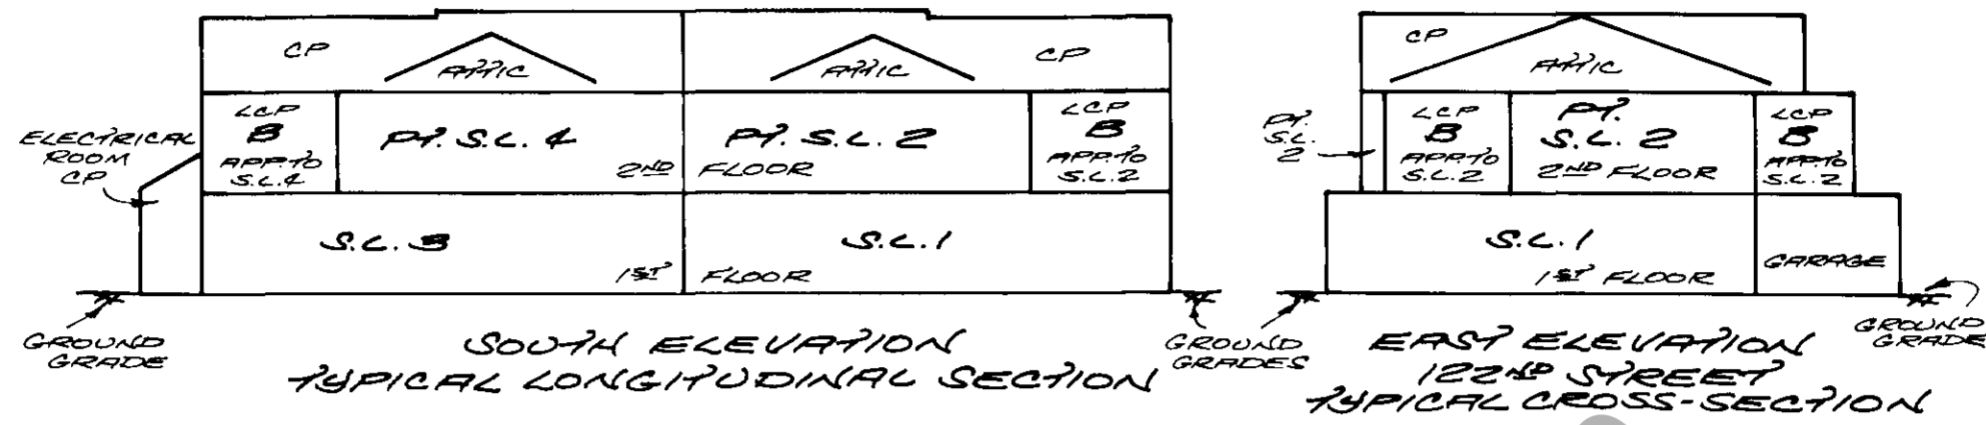 CP
ATTIC
ATTIC
CP
LCP
B
APP. TO
S.L.4
PT. S.L. 4
PT. S.L. 2
2ND FLOOR
LCP
B
APP. TO
S.L.2
ELECTRICAL
ROOM
CP
S.L. 3
S.L. 1
1ST FLOOR
GROUND
GRADE
SOUTH ELEVATION
TYPICAL LONGITUDINAL SECTION
GROUND
GRADES
CP
ATTIC
PT.
S.L.
2
LCP
B
APP. TO
S.L.2
PT.
S.L. 2
2ND FLOOR
LCP
B
APP. TO
S.L.2
S.L. 1
1ST FLOOR
GARAGE
GROUND
GRADE
EAST ELEVATION
122ND STREET
TYPICAL CROSS-SECTION